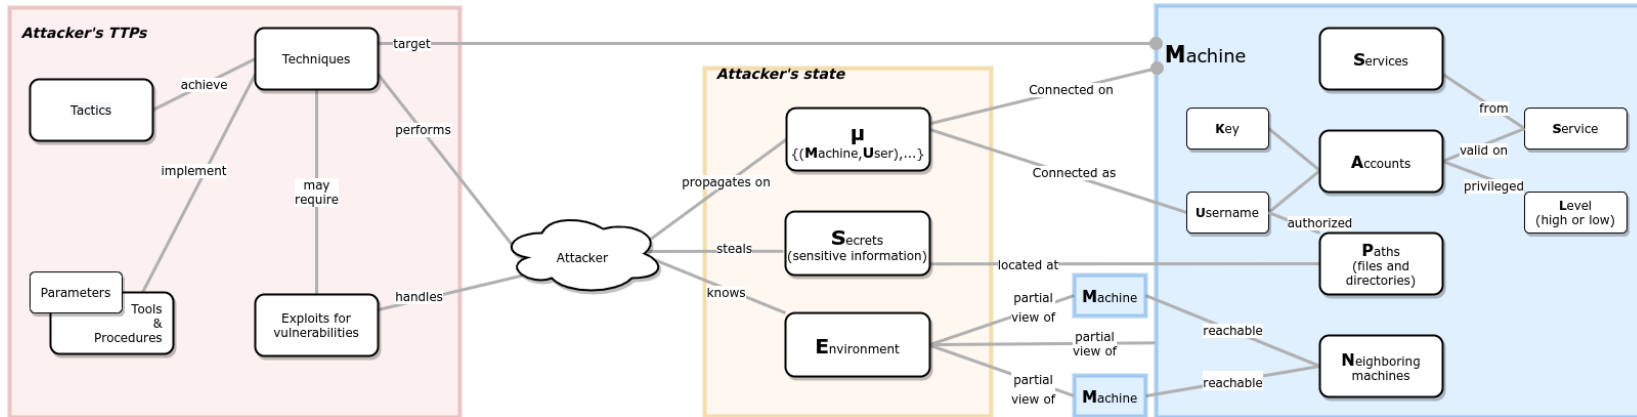 Attacker's TTPs
Techniques
achieve
Tactics
implement
may
require
Parameters
Tools
&
Procedures
Exploits for
vulnerabilities
target
performs
handles
Attacker
Attacker's state
propagates on
steals
knows
μ
{(Machine,User),...}
Secrets
(sensitive information)
Environment
Connected on
Connected as
located at
partial
view of
partial
view of
partial
view of
Machine
Machine
Machine
Services
Key
Accounts
Username
authorized
from
Service
valid on
privileged
Level
(high or low)
Paths
(files and
directories)
reachable
reachable
Neighboring
machines